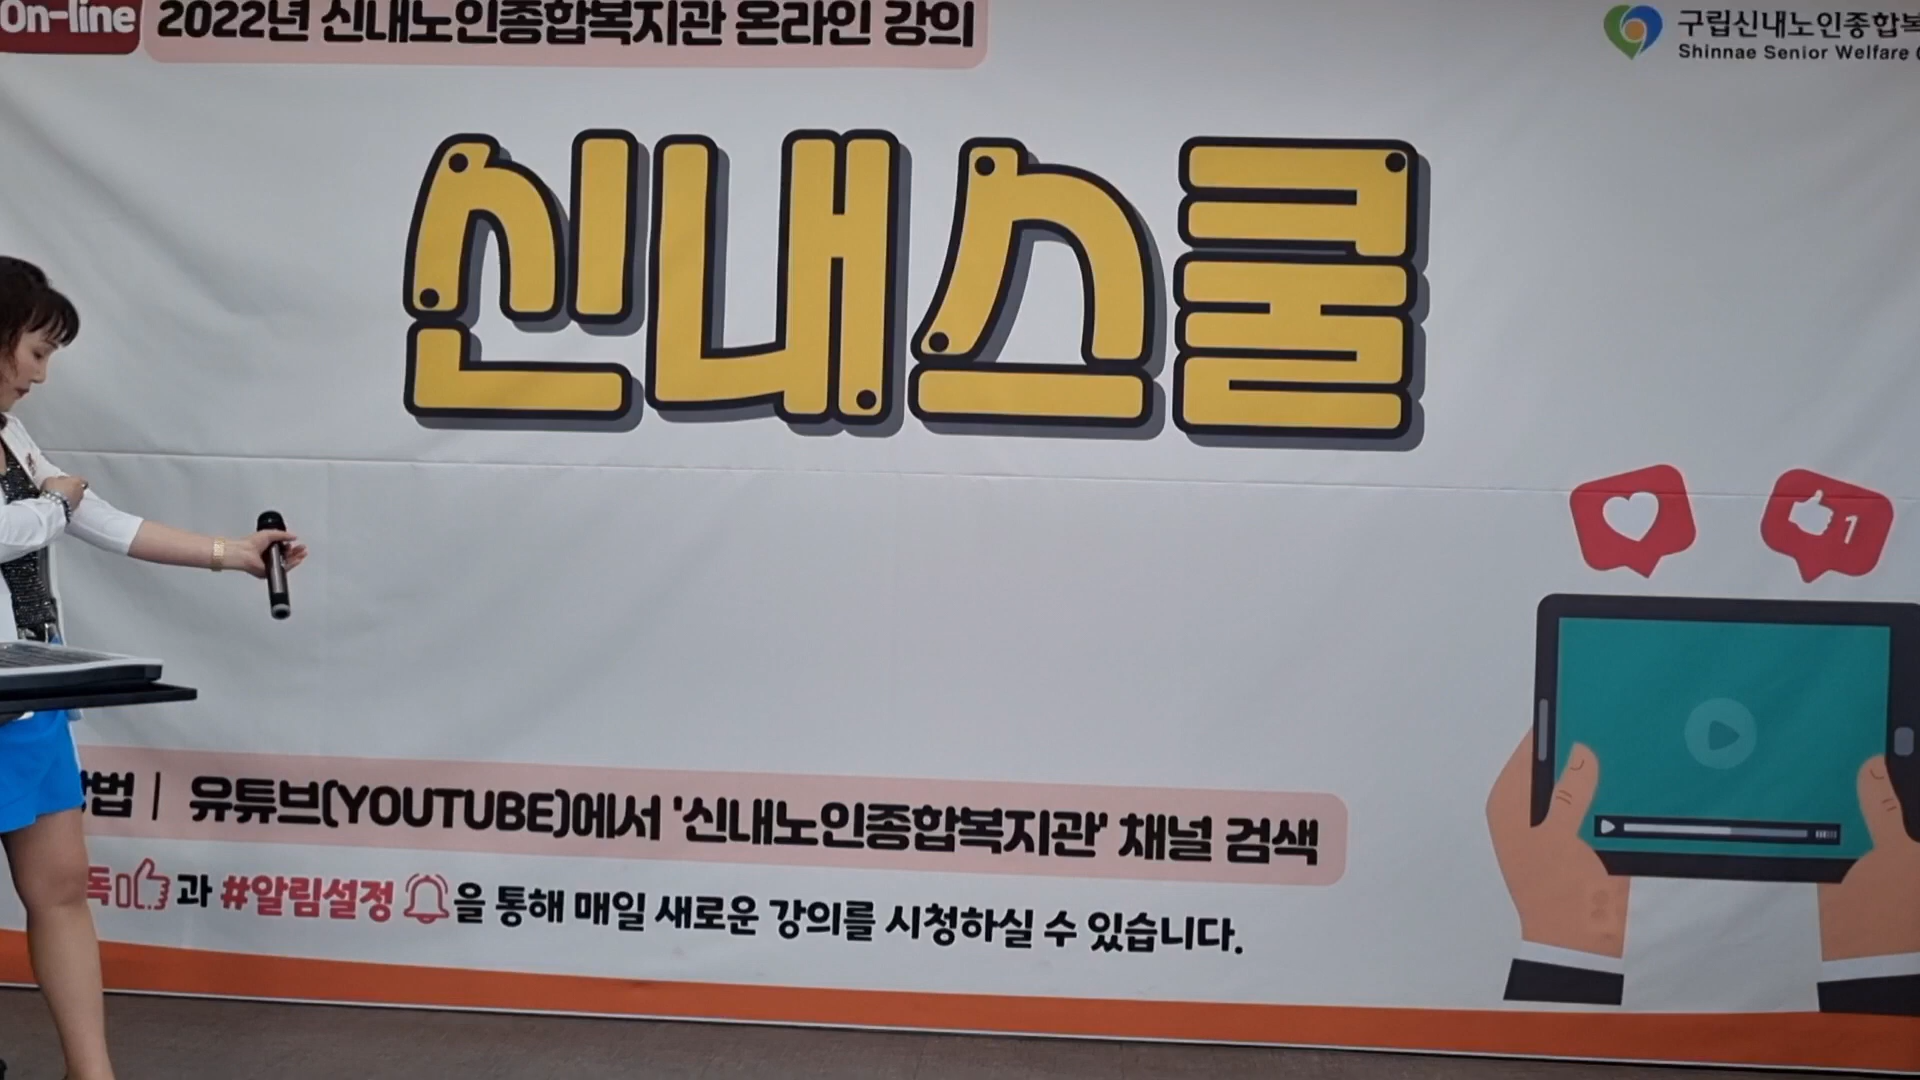 On-line 2022년 신내노인종합복지관 온라인 강의
구립신내노인종합복
Shinnae Senior Welfare
신내스쿨
1
법 | 유튜브(YOUTUBE)에서 '신내노인종합복지관' 채널 검색
독 과 #알림설정 을 통해 매일 새로운 강의를 시청하실 수 있습니다.